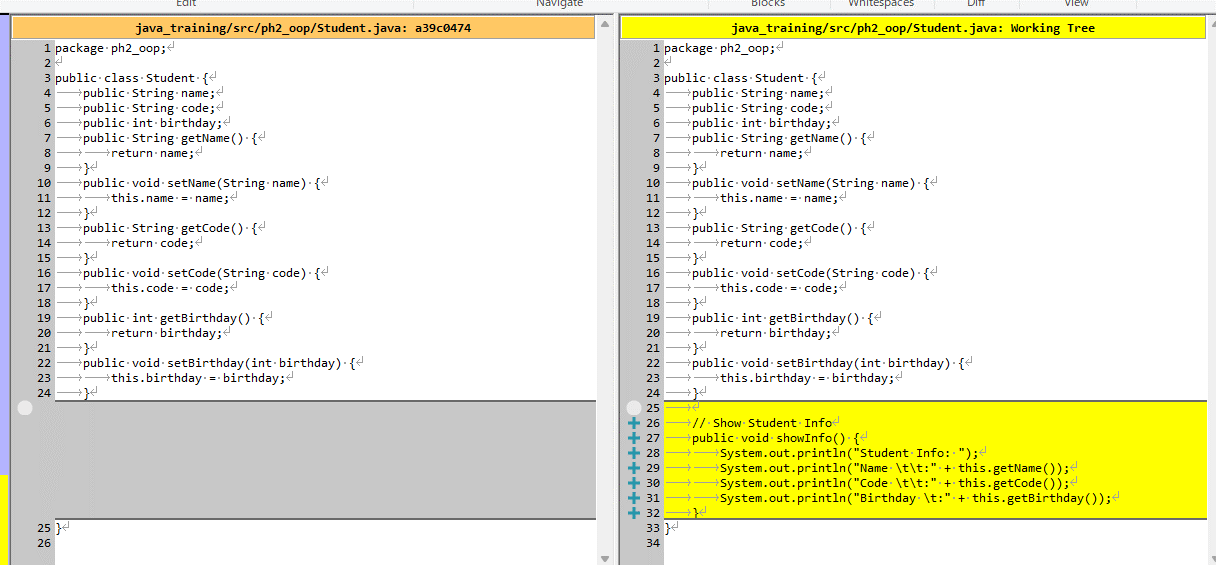 Edit Navigate Blocks Whitespaces Diff View
java_training/src/ph2_oop/Student.java: a39c0474
1 package ph2_oop;
2
3 public class Student {
4 public String name;
5 public String code;
6 public int birthday;
7 public String getName() {
8 return name;
9 }
10 public void setName(String name) {
11 this.name = name;
12 }
13 public String getCode() {
14 return code;
15 }
16 public void setCode(String code) {
17 this.code = code;
18 }
19 public int getBirthday() {
20 return birthday;
21 }
22 public void setBirthday(int birthday) {
23 this.birthday = birthday;
24 }
25 }
26
java_training/src/ph2_oop/Student.java: Working Tree
1 package ph2_oop;
2
3 public class Student {
4 public String name;
5 public String code;
6 public int birthday;
7 public String getName() {
8 return name;
9 }
10 public void setName(String name) {
11 this.name = name;
12 }
13 public String getCode() {
14 return code;
15 }
16 public void setCode(String code) {
17 this.code = code;
18 }
19 public int getBirthday() {
20 return birthday;
21 }
22 public void setBirthday(int birthday) {
23 this.birthday = birthday;
24 }
25
26 // Show Student Info
27 public void showInfo() {
28 System.out.println("Student Info: ");
29 System.out.println("Name \t\t:" + this.getName());
30 System.out.println("Code \t\t:" + this.getCode());
31 System.out.println("Birthday \t:" + this.getBirthday());
32 }
33 }
34